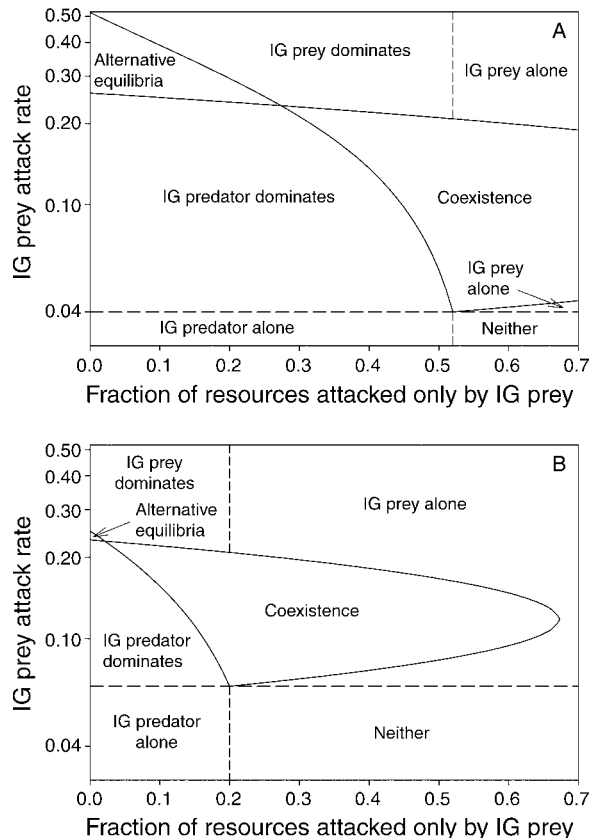 A
0.50
0.40
0.30
0.20
0.10
0.04
IG prey attack rate
Alternative
equilibria
IG prey dominates
IG prey alone
IG predator dominates
Coexistence
IG prey
alone
IG predator alone
Neither
0.0 0.1 0.2 0.3 0.4 0.5 0.6 0.7
Fraction of resources attacked only by IG prey
B
0.50
0.40
0.30
0.20
0.10
0.04
IG prey attack rate
IG prey
dominates
Alternative
equilibria
IG prey alone
Coexistence
IG predator
dominates
IG predator
alone
Neither
0.0 0.1 0.2 0.3 0.4 0.5 0.6 0.7
Fraction of resources attacked only by IG prey